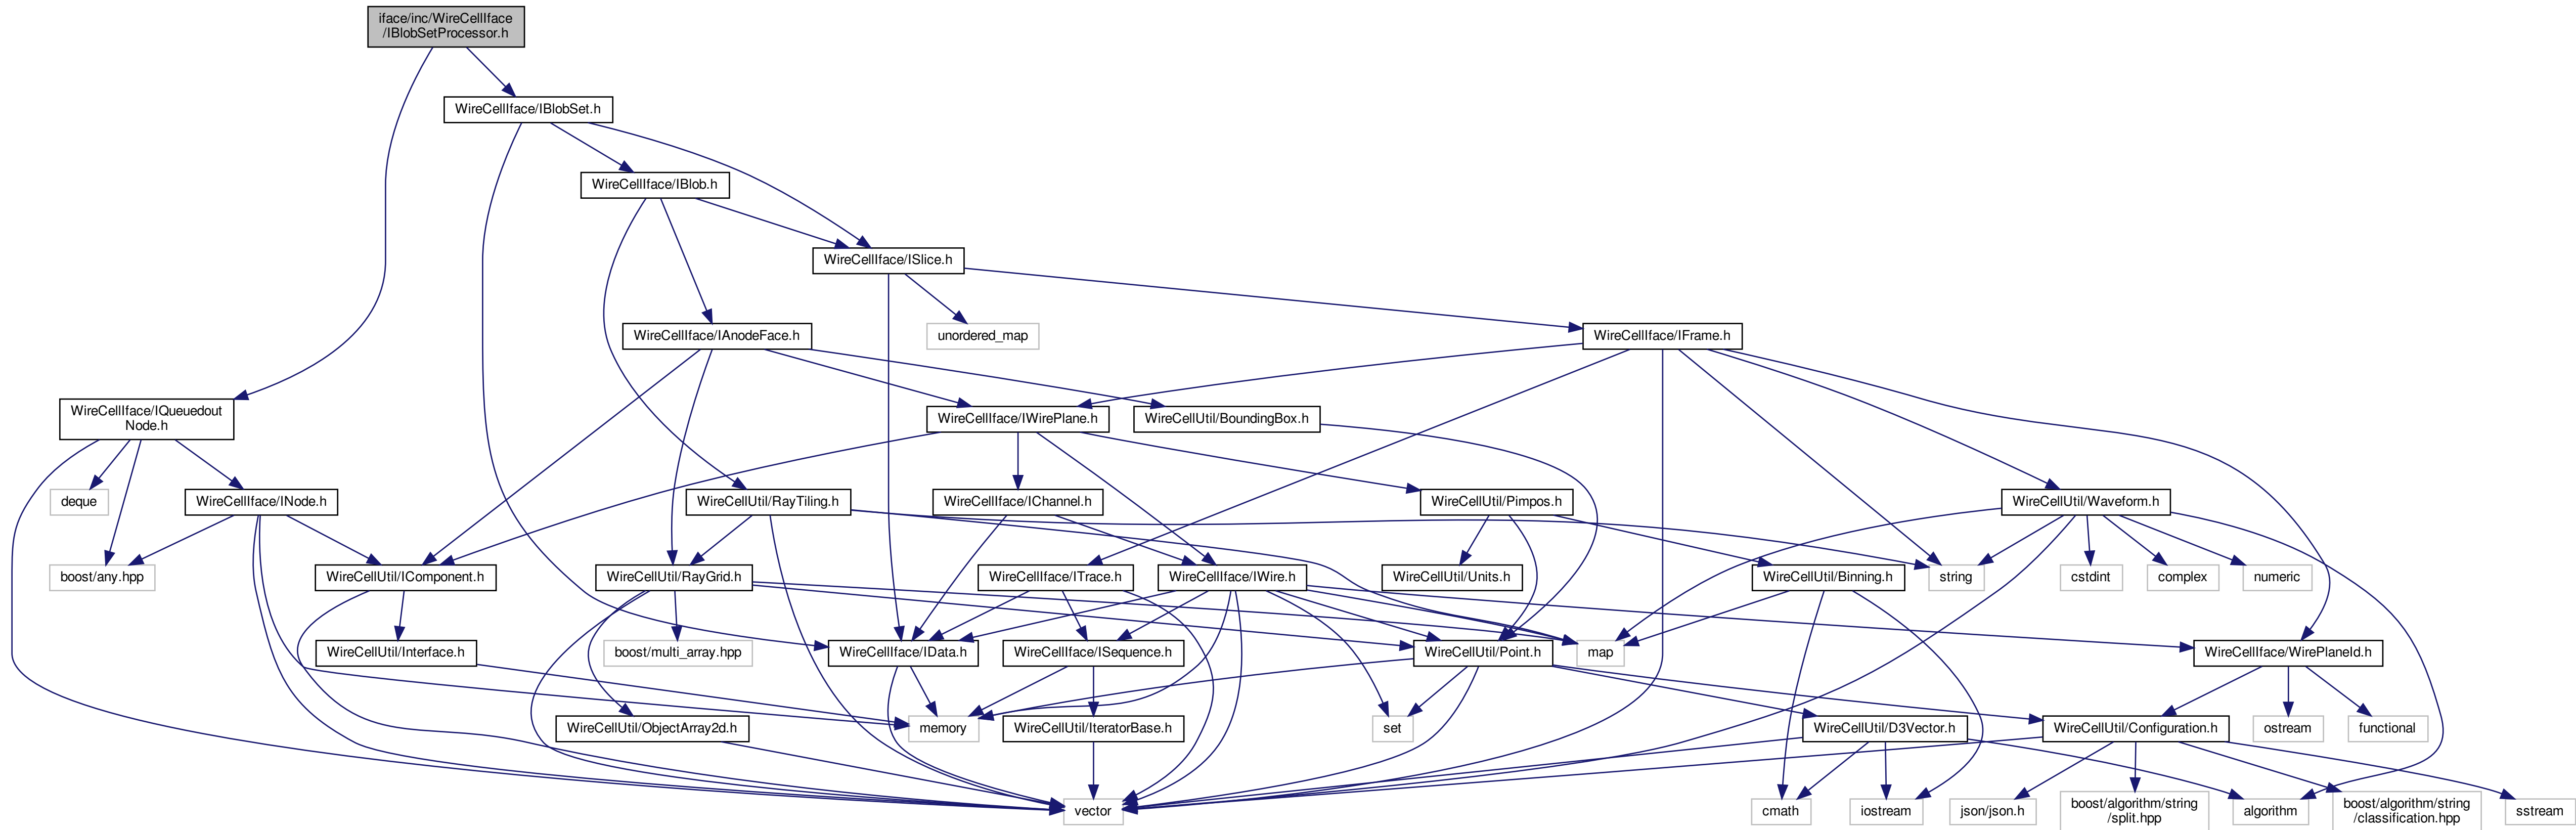 iface/inc/WireCellIface
/IBlobSetProcessor.h
WireCellIface/IBlobSet.h
WireCellIface/IBlob.h
WireCellIface/ISlice.h
WireCellIface/IAnodeFace.h
unordered_map
WireCellIface/IFrame.h
WireCellIface/IQueuedout
Node.h
WireCellIface/IWirePlane.h
WireCellUtil/BoundingBox.h
deque
WireCellIface/INode.h
WireCellUtil/RayTiling.h
WireCellIface/IChannel.h
WireCellUtil/Pimpos.h
WireCellUtil/Waveform.h
boost/any.hpp
WireCellUtil/IComponent.h
WireCellUtil/RayGrid.h
WireCellIface/ITrace.h
WireCellIface/IWire.h
WireCellUtil/Units.h
WireCellUtil/Binning.h
string
cstdint
complex
numeric
WireCellUtil/Interface.h
boost/multi_array.hpp
WireCellIface/IData.h
WireCellIface/ISequence.h
WireCellUtil/Point.h
map
WireCellIface/WirePlaneId.h
WireCellUtil/ObjectArray2d.h
memory
WireCellUtil/IteratorBase.h
set
WireCellUtil/D3Vector.h
WireCellUtil/Configuration.h
ostream
functional
vector
cmath
iostream
json/json.h
boost/algorithm/string
/split.hpp
algorithm
boost/algorithm/string
/classification.hpp
sstream